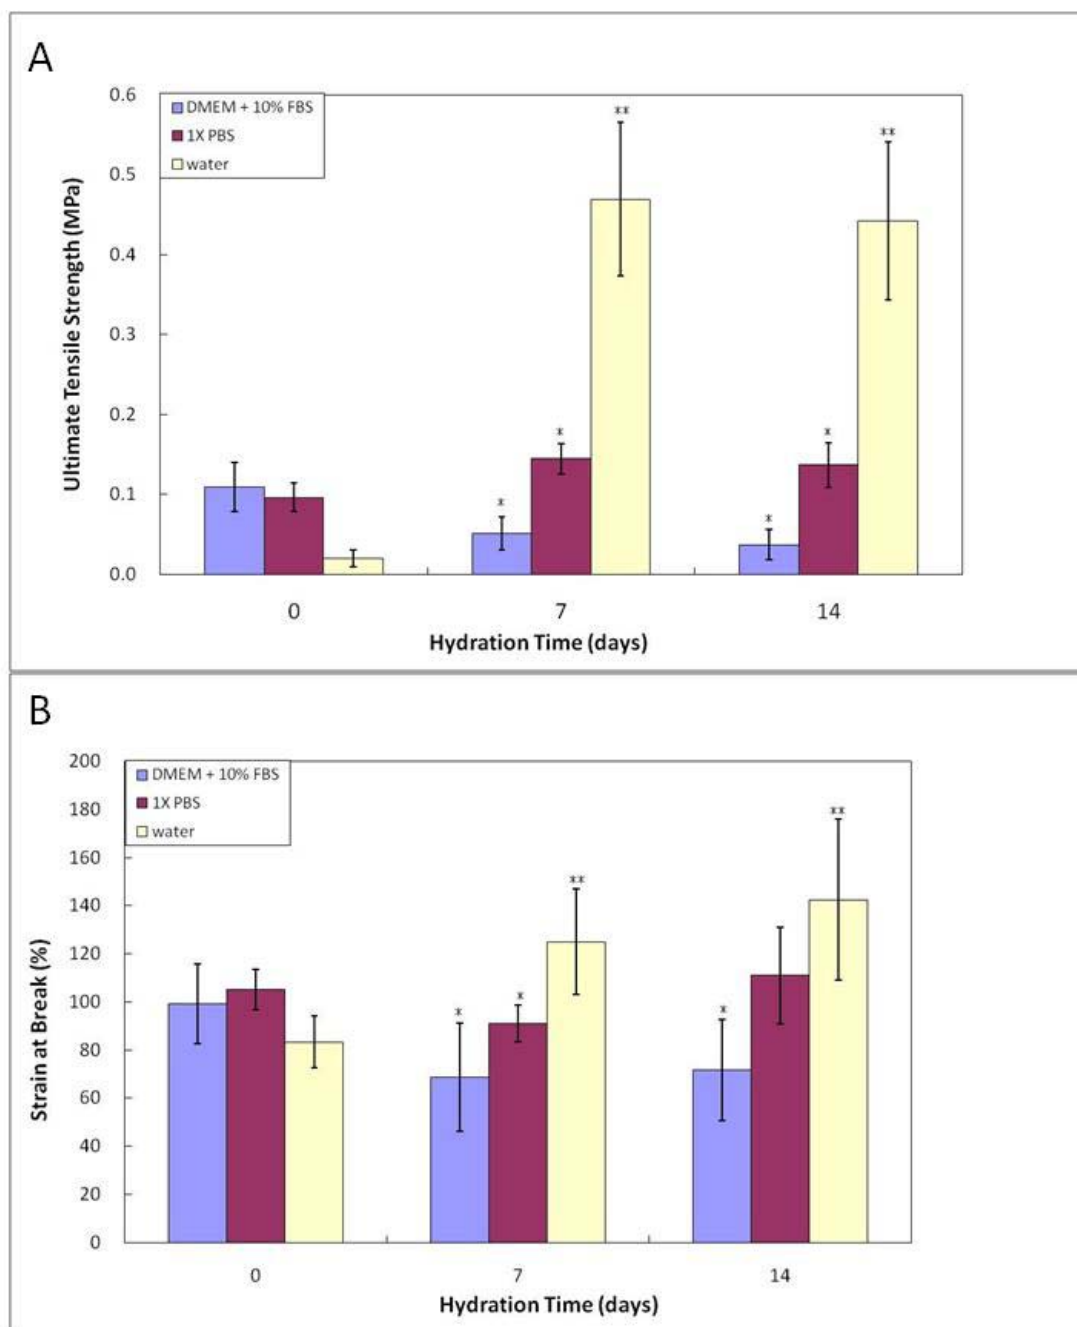 A
DMEM + 10% FBS
1X PBS
water
Ultimate Tensile Strength (MPa)
0.6
0.5
0.4
0.3
0.2
0.1
0.0
**
**
*
*
*
*
0
7
14
Hydration Time (days)
B
DMEM + 10% FBS
1X PBS
water
Strain at Break (%)
200
180
160
140
120
100
80
60
40
20
0
**
**
*
*
*
0
7
14
Hydration Time (days)